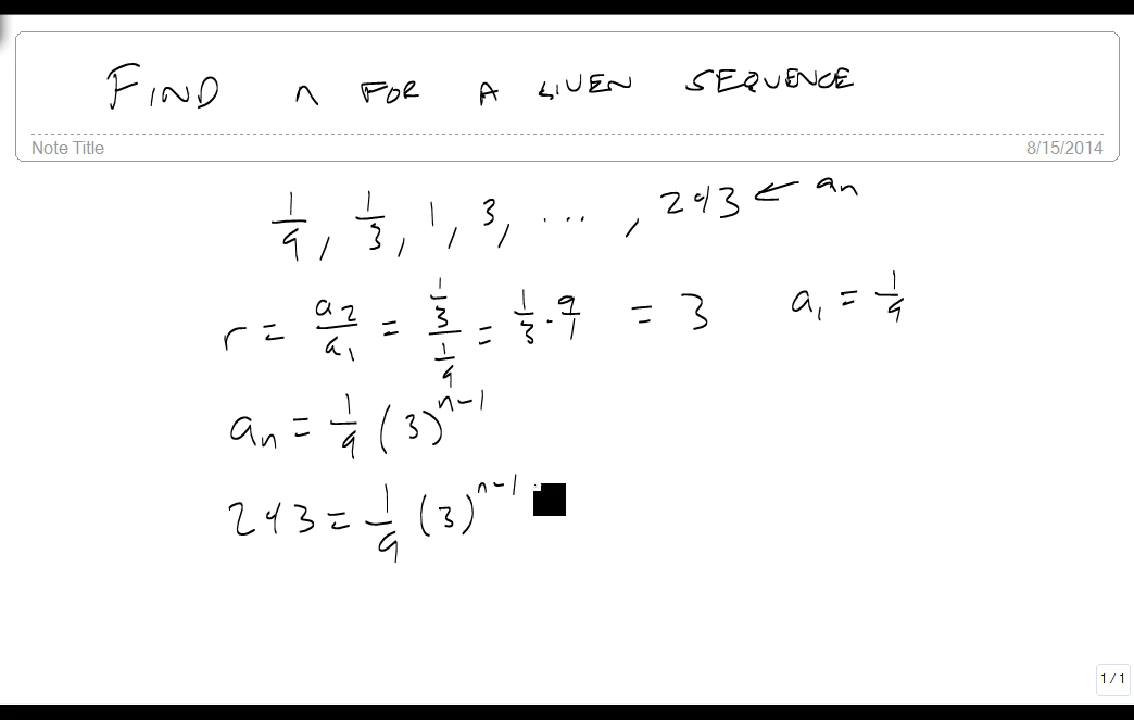 FIND n FOR A GIVEN SEQUENCE
Note Title 8/15/2014
1/9, 1/3, 1, 3, ..., 243 ← aₙ
r = a₂/a₁ = (1/3)/(1/9) = 1/3 · 9/1 = 3 a₁ = 1/9
aₙ = 1/9 (3)ⁿ⁻¹
243 = 1/9 (3)ⁿ⁻¹
1/1